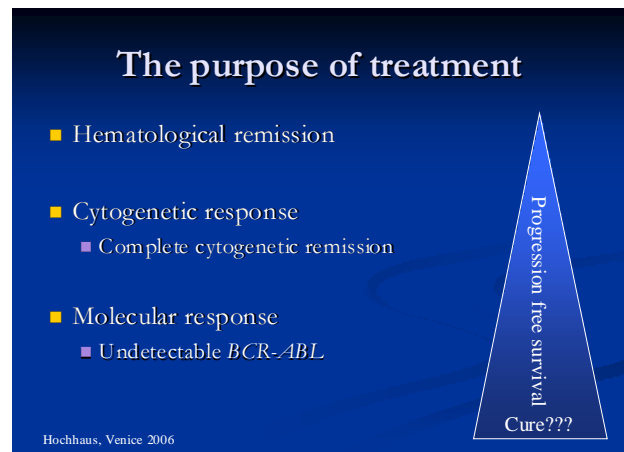 The purpose of treatment
Hematological remission
Cytogenetic response
Complete cytogenetic remission
Molecular response
Undetectable BCR-ABL
Progression free survival
Cure???
Hochhaus, Venice 2006